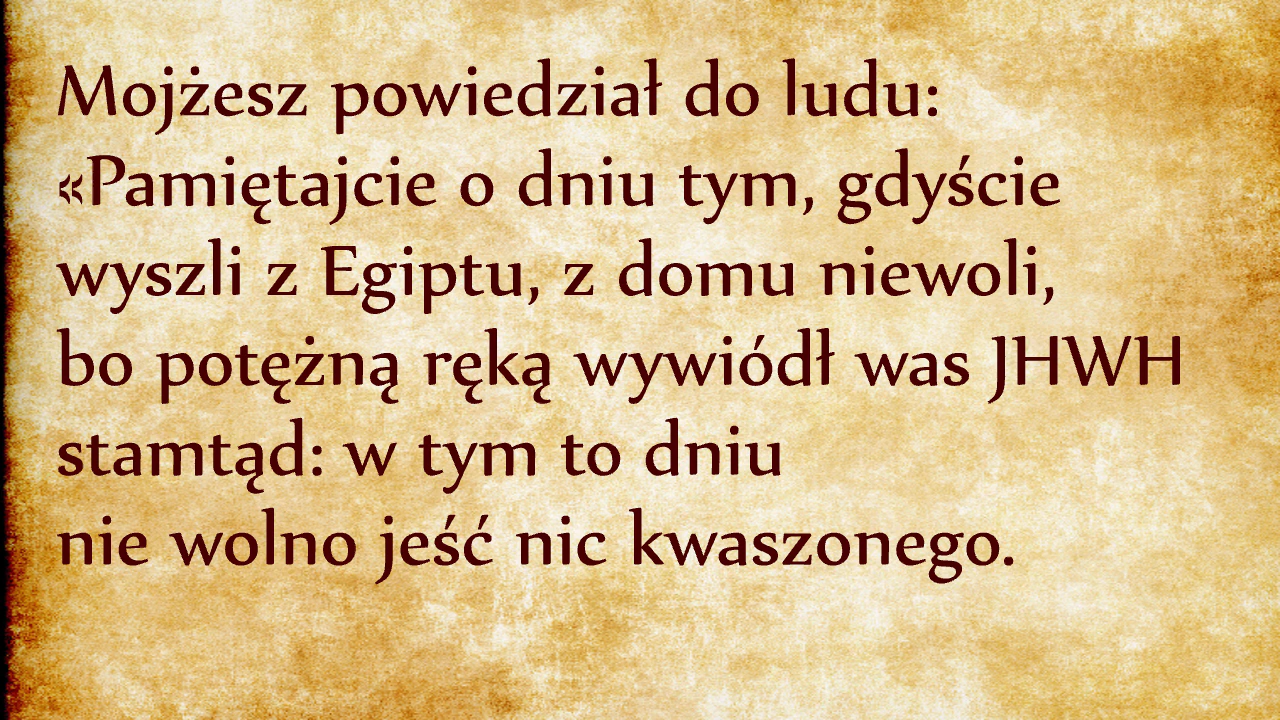 Mojżesz powiedział do ludu:
«Pamiętajcie o dniu tym, gdyście
wyszli z Egiptu, z domu niewoli,
bo potężną ręką wywiódł was JHWH
stamtąd: w tym to dniu
nie wolno jeść nic kwaszonego.